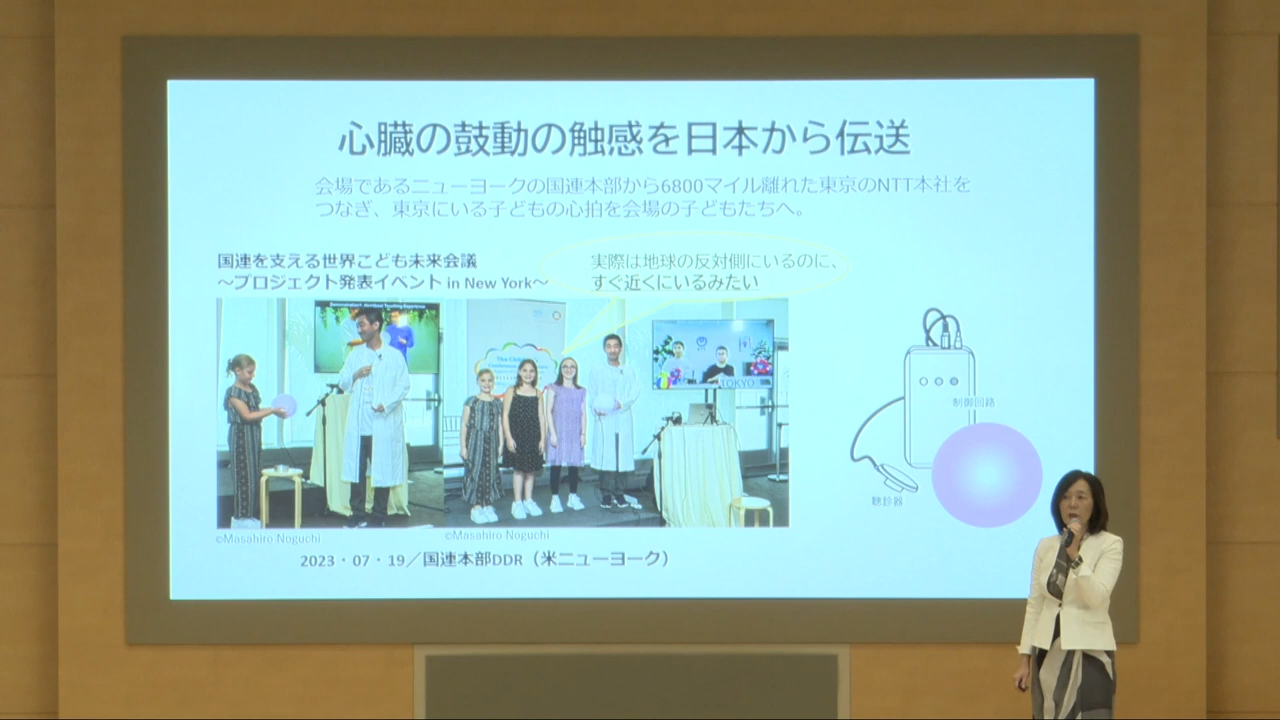 心臓の鼓動の触感を日本から伝送
会場であるニューヨークの国連本部から6800マイル離れた東京のNTT本社を
つなぎ、東京にいる子どもの心拍を会場の子どもたちへ。
国連を支える世界こども未来会議
～プロジェクト発表イベント in New York～
実際は地球の反対側にいるのに、
すぐ近くにいるみたい
The Children
Conference
TOKYO
制御回路
聴診器
©Masahiro Noguchi
©Masahiro Noguchi
2023・07・19／国連本部DDR（米ニューヨーク）